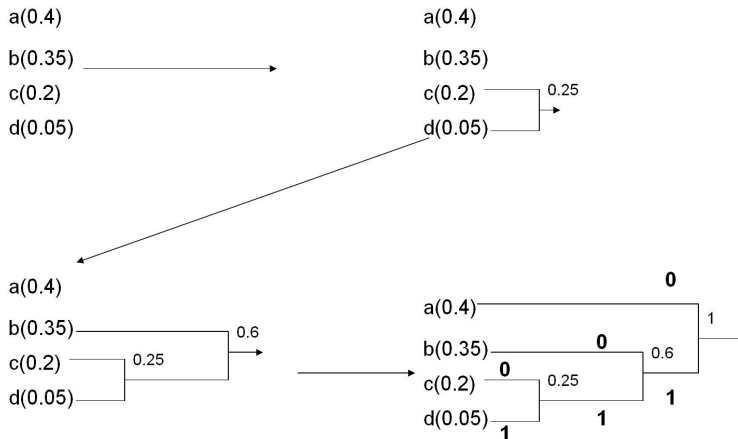 a(0.4)
b(0.35)
c(0.2)
d(0.05)
a(0.4)
b(0.35)
c(0.2)
0.25
d(0.05)
a(0.4)
b(0.35)
0.6
c(0.2)
0.25
d(0.05)
0
a(0.4)
1
b(0.35)
0
0.6
0
c(0.2)
0.25
1
d(0.05)
1
1